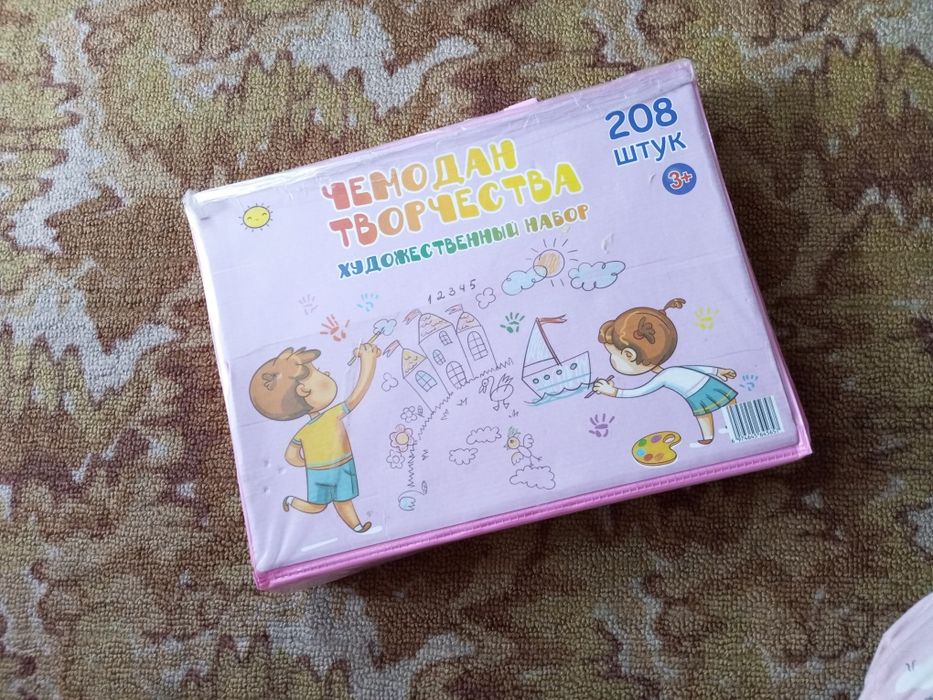 208
ШТУК
3+
ЧЕМОДАН
ТВОРЧЕСТВА
ХУДОЖЕСТВЕННЫЙ НАБОР
12345